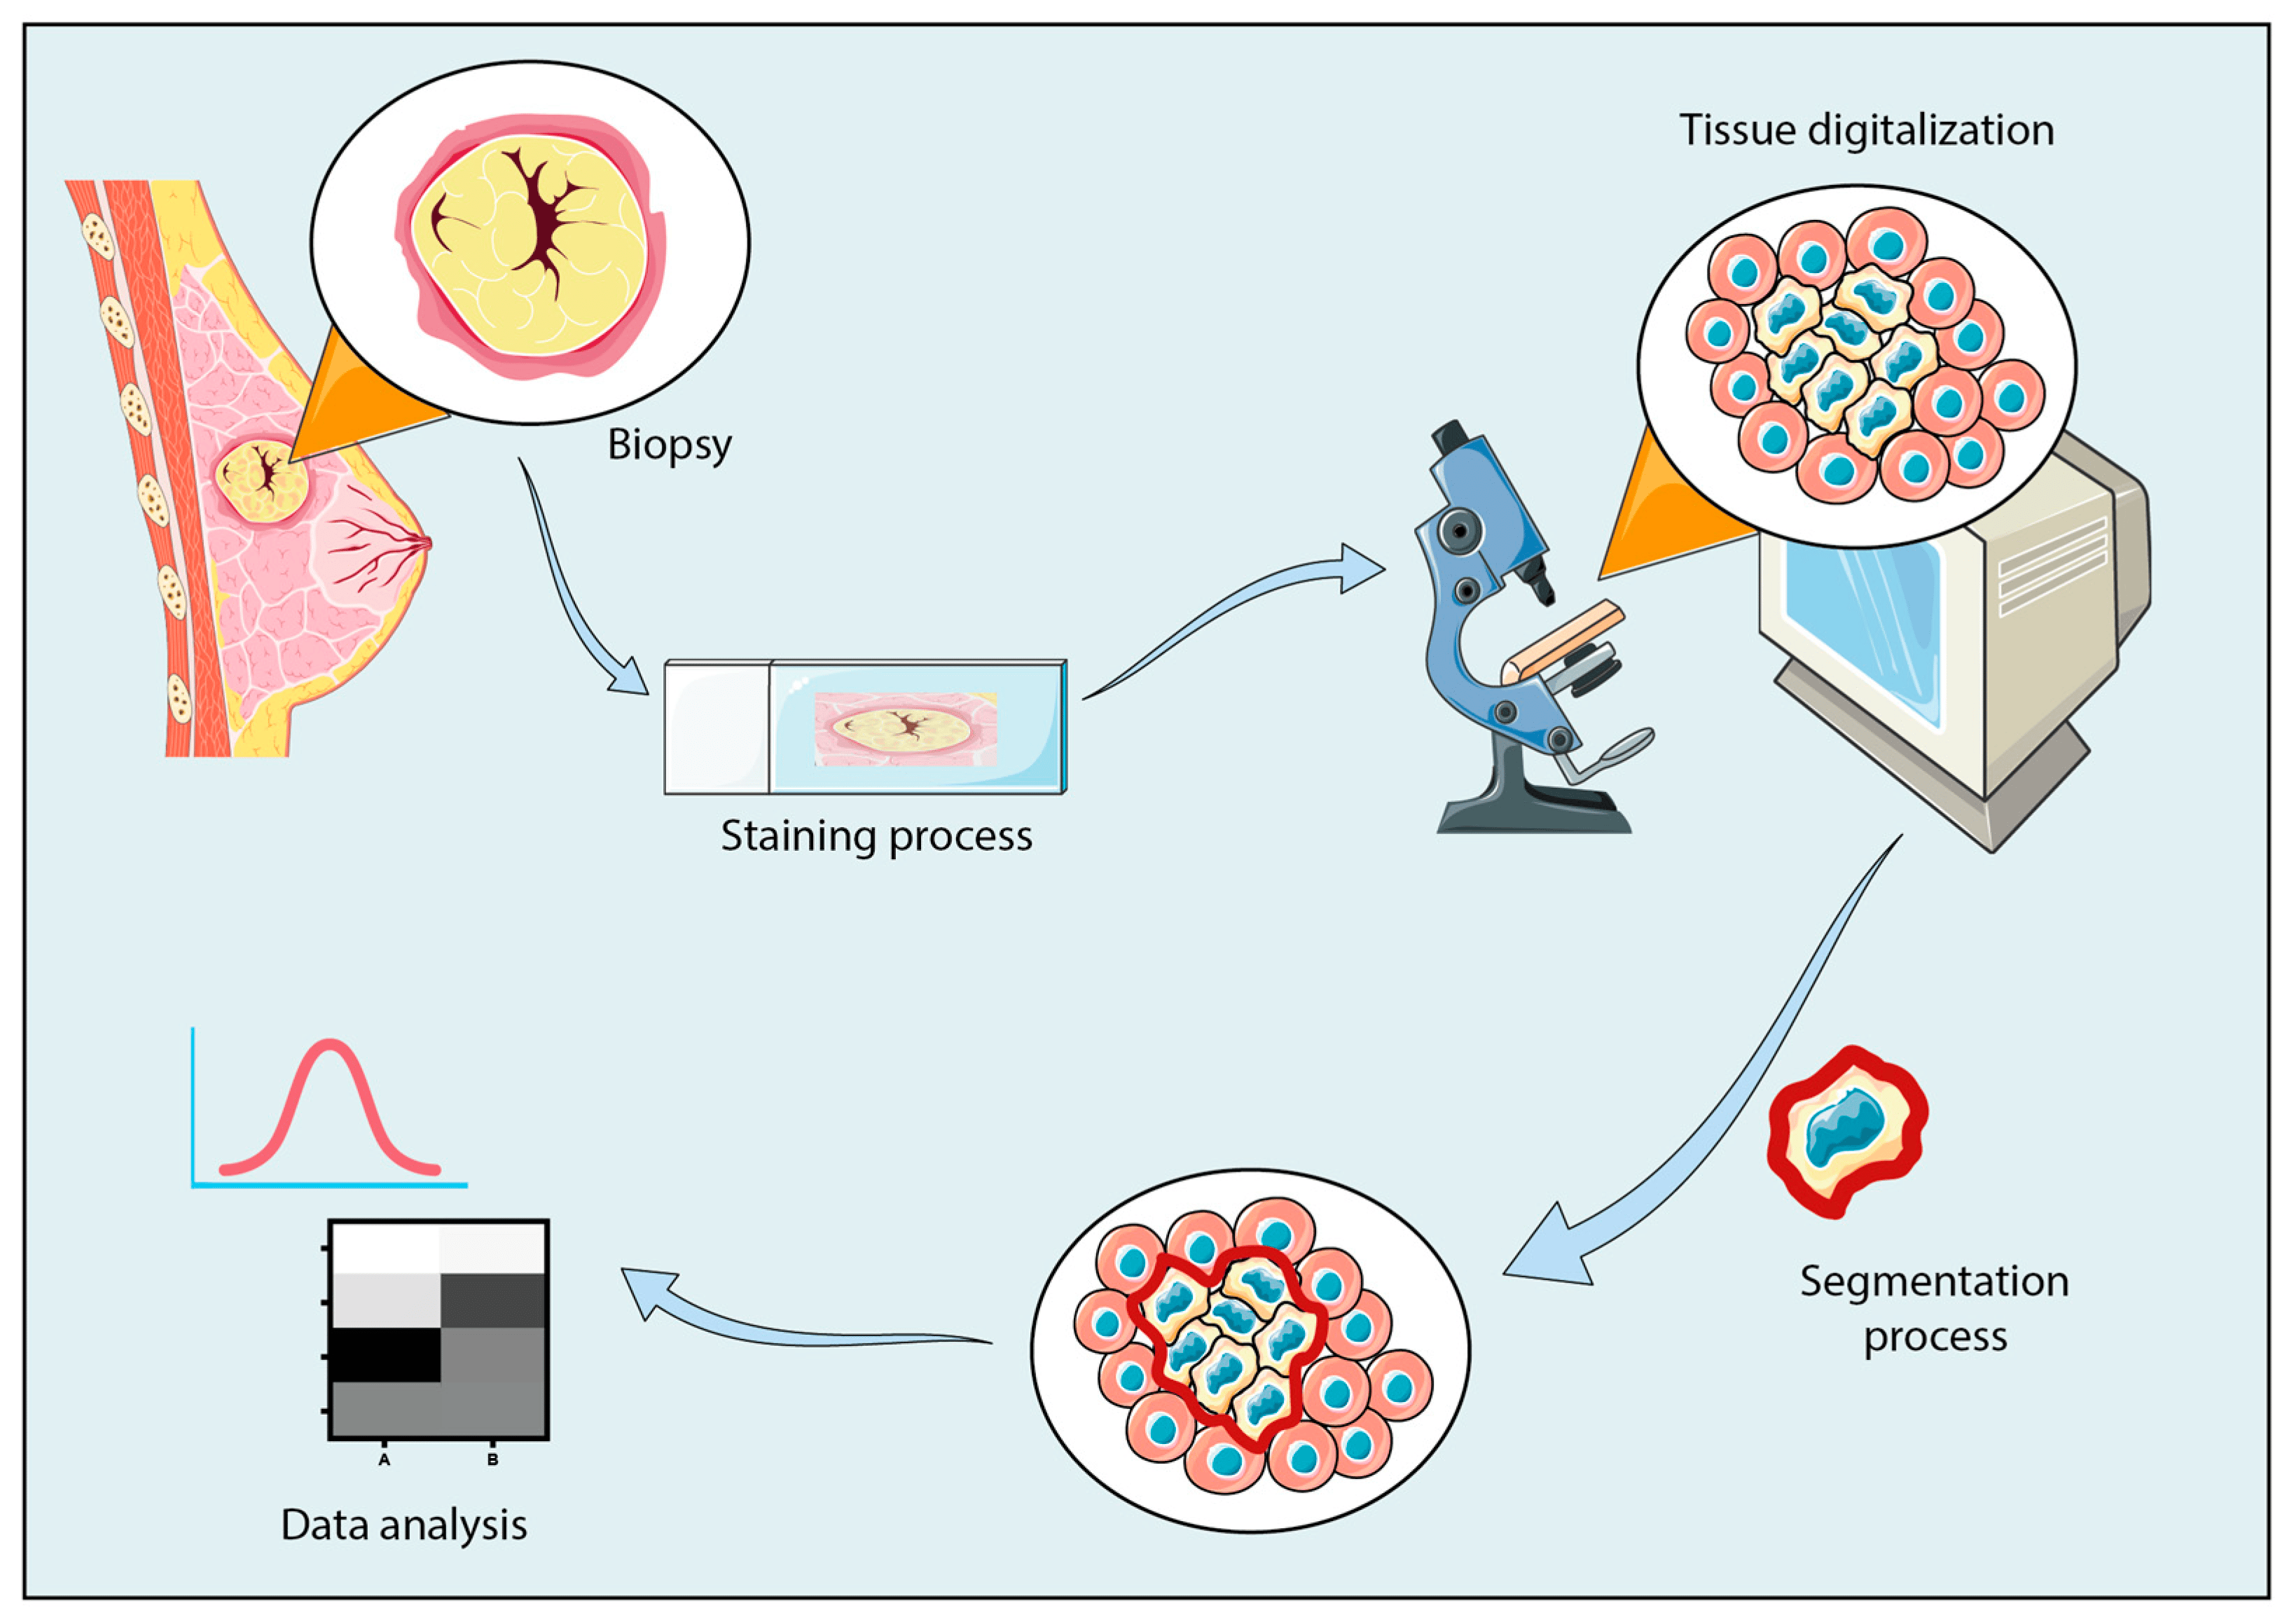 Tissue digitalization
Biopsy
Staining process
Segmentation
process
A B
Data analysis